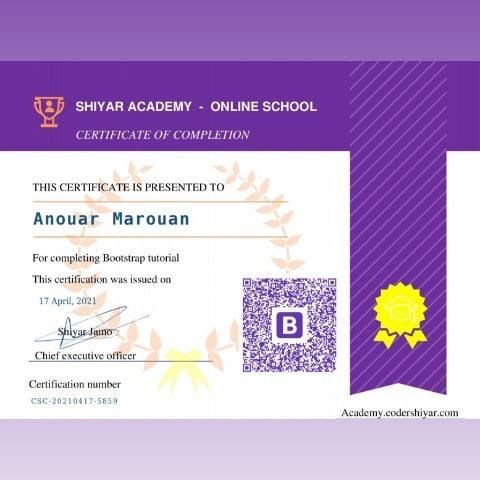 SHIYAR ACADEMY - ONLINE SCHOOL
CERTIFICATE OF COMPLETION
THIS CERTIFICATE IS PRESENTED TO
Anouar Marouan
For completing Bootstrap tutorial
This certification was issued on
17 April, 2021
Shiyar Jamo
Chief executive officer
B
Certification number
CSC-20210417-5859
Academy.codershiyar.com